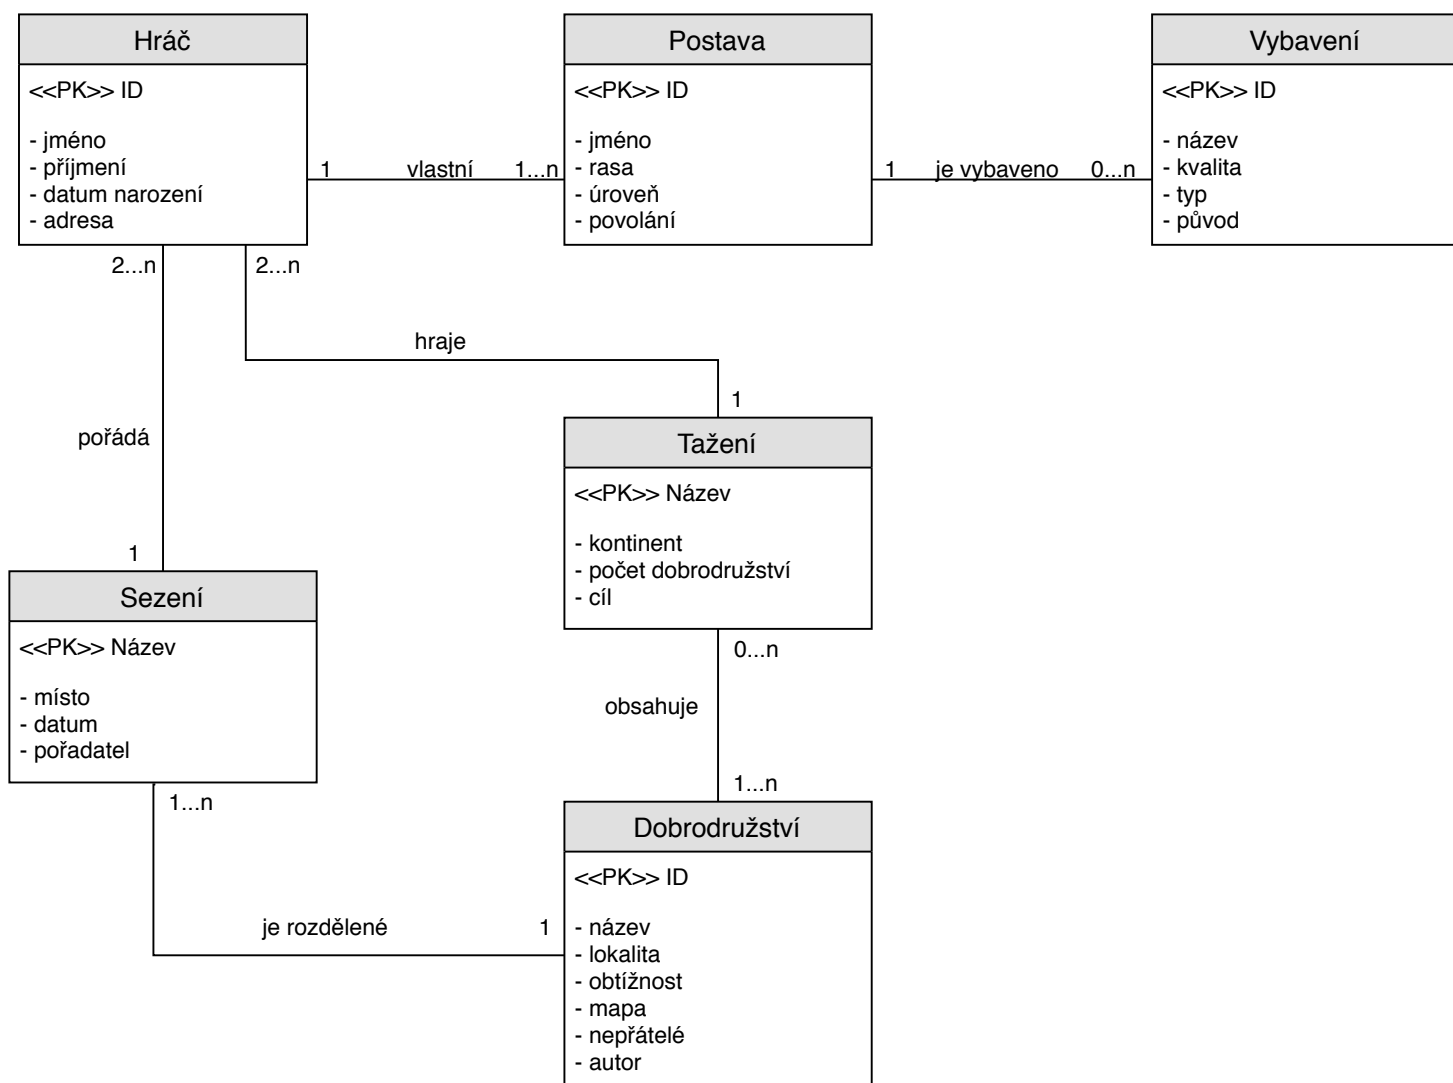 Hráč
<<PK>> ID
- jméno
- příjmení
- datum narození
- adresa
1 vlastní 1...n
Postava
<<PK>> ID
- jméno
- rasa
- úroveň
- povolání
1 je vybaveno 0...n
Vybavení
<<PK>> ID
- název
- kvalita
- typ
- původ
2...n
2...n
hraje
1
pořádá
1
Tažení
<<PK>> Název
- kontinent
- počet dobrodružství
- cíl
Sezení
<<PK>> Název
- místo
- datum
- pořadatel
0...n
obsahuje
1...n
1...n
je rozdělené 1
Dobrodružství
<<PK>> ID
- název
- lokalita
- obtížnost
- mapa
- nepřátelé
- autor